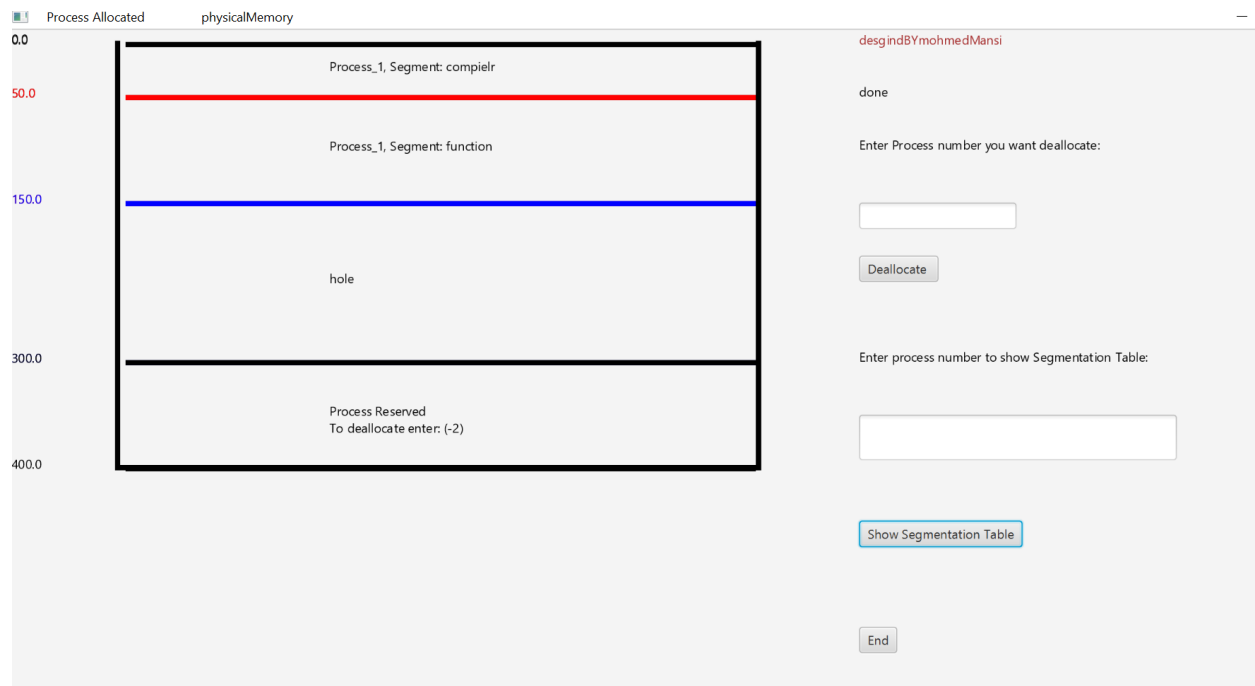 Process Allocated physicalMemory
0.0
Process_1, Segment: compielr
50.0
Process_1, Segment: function
150.0
hole
300.0
Process Reserved
To deallocate enter: (-2)
400.0
desgindBYmohmedMansi
done
Enter Process number you want deallocate:
Deallocate
Enter process number to show Segmentation Table:
Show Segmentation Table
End